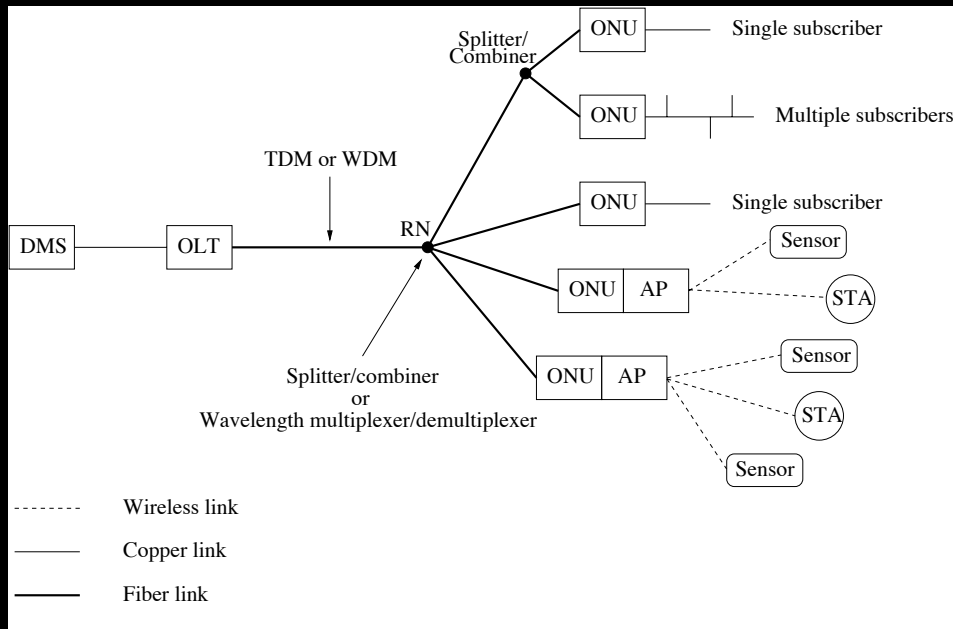 Splitter/
Combiner
ONU
Single subscriber
ONU
Multiple subscribers
TDM or WDM
ONU
Single subscriber
RN
DMS
OLT
Sensor
ONU
AP
STA
Splitter/combiner
or
Wavelength multiplexer/demultiplexer
ONU
AP
Sensor
STA
Sensor
Wireless link
Copper link
Fiber link